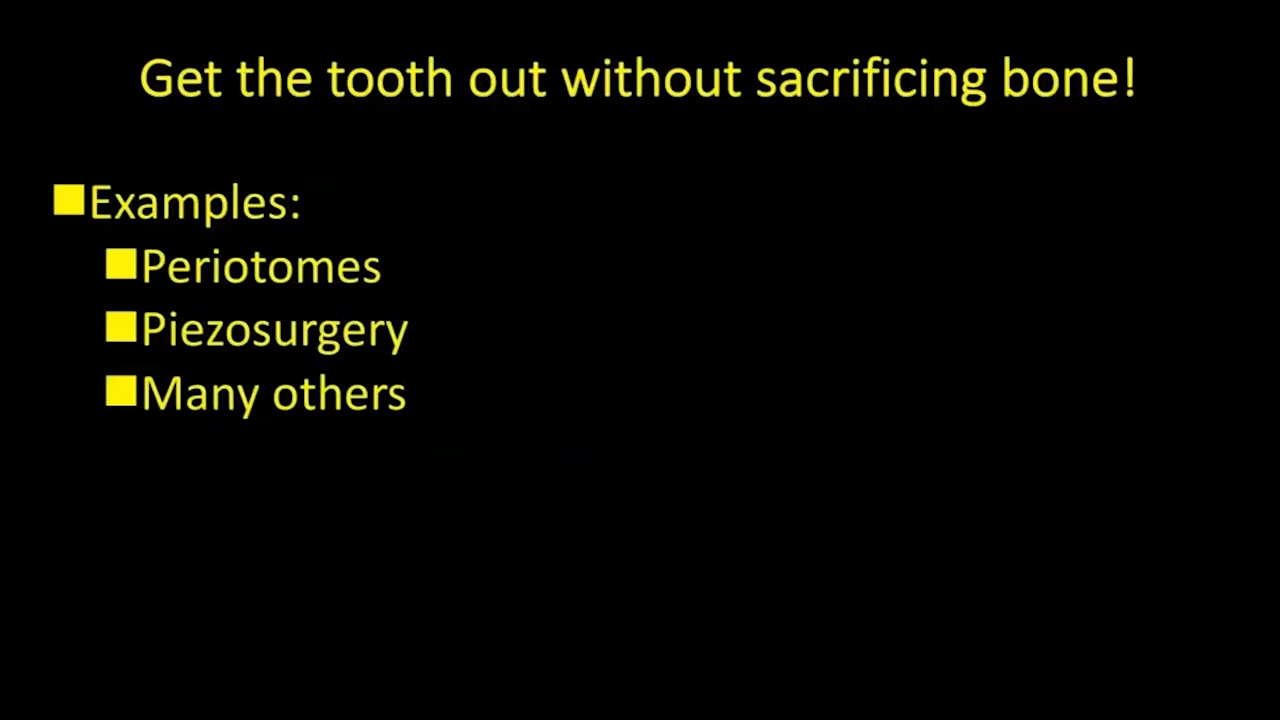 Get the tooth out without sacrificing bone!
Examples:
Periotomes
Piezosurgery
Many others